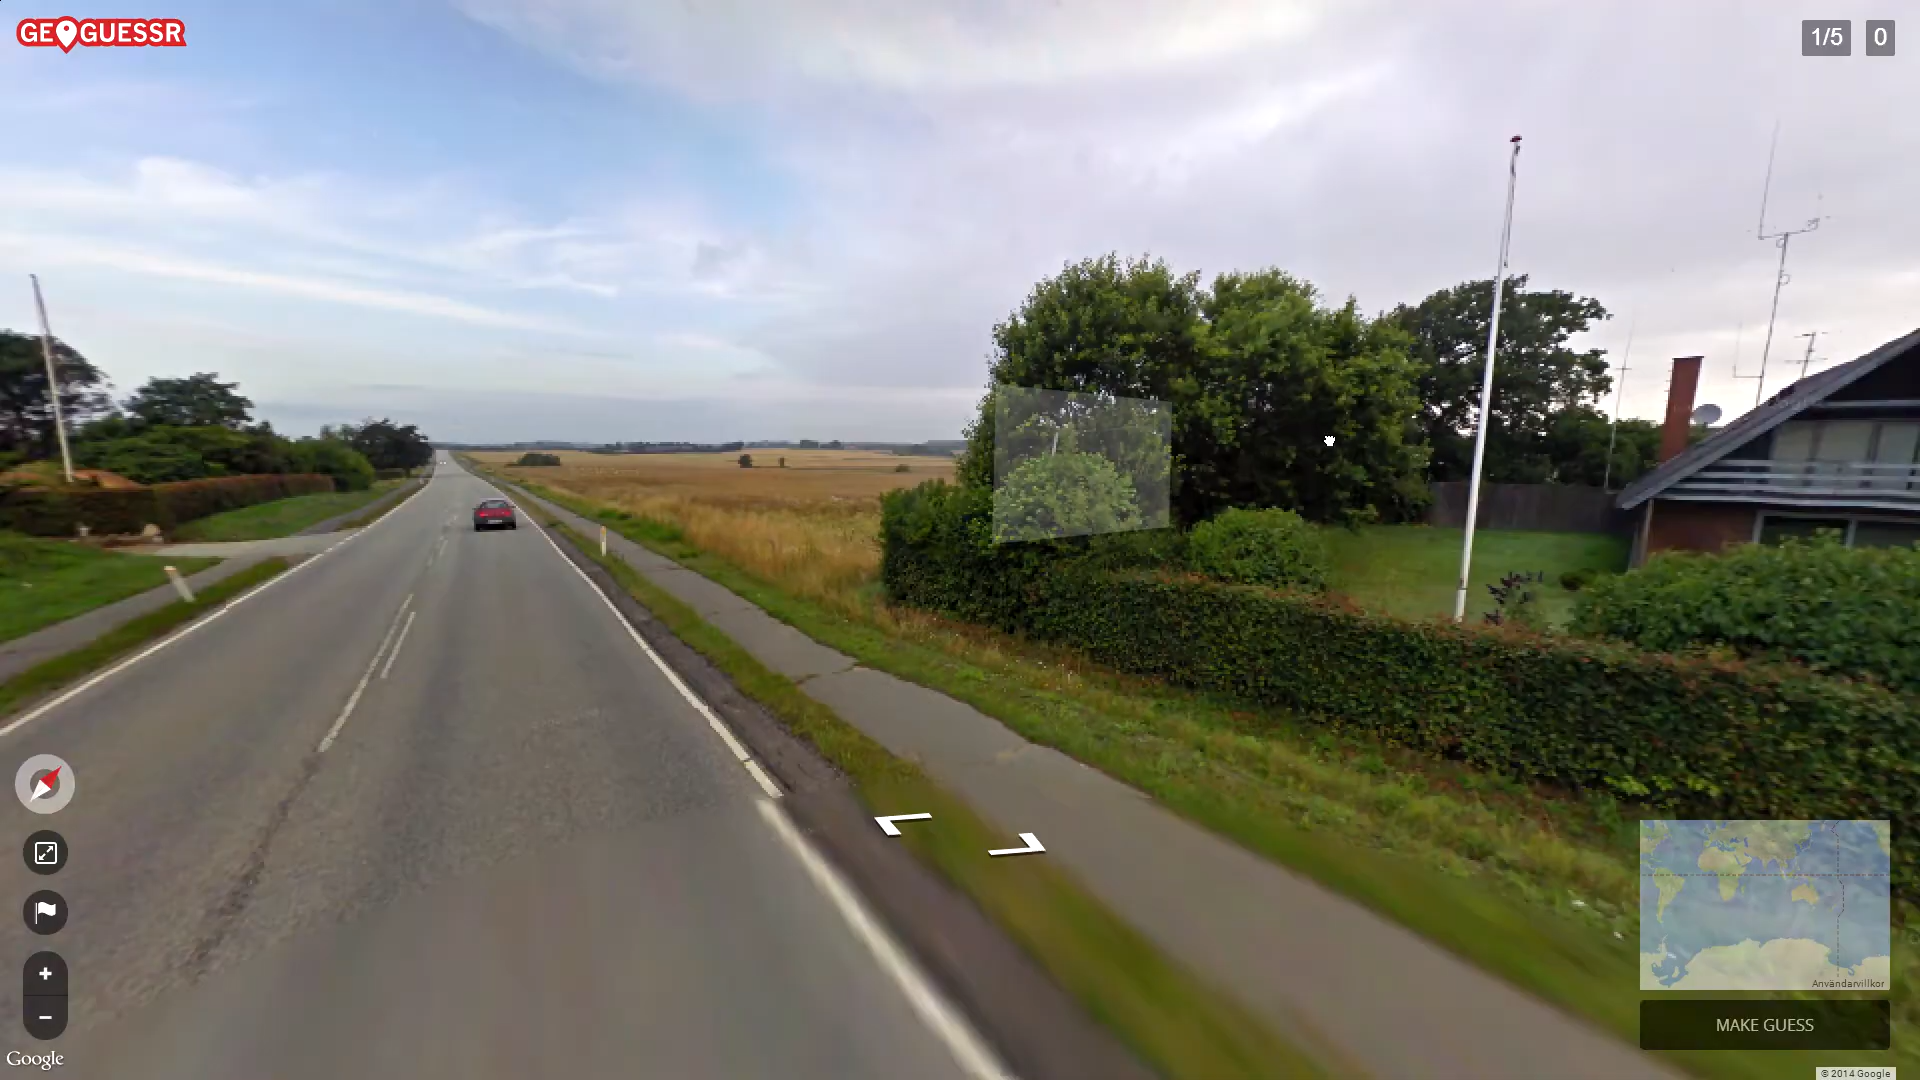 GEOGUESSR
1/5
0
+
−
Google
Användarvillkor
MAKE GUESS
© 2014 Google